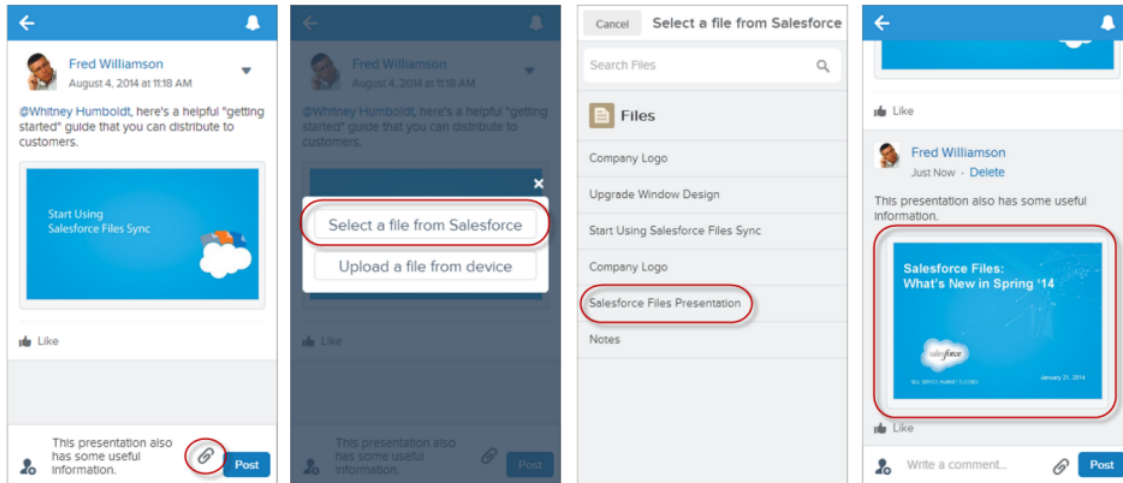 Fred Williamson
August 4, 2014 at 11:18 AM
@Whitney Humboldt, here's a helpful "getting
started" guide that you can distribute to
customers.
Start Using
Salesforce Files Sync
Like
This presentation also
has some useful
information.
Post
Fred Williamson
August 4, 2014 at 11:18 AM
@Whitney Humboldt, here's a helpful "getting
started" guide that you can distribute to
customers.
Select a file from Salesforce
Upload a file from device
Like
This presentation also
has some useful
information.
Post
Cancel
Select a file from Salesforce
Search Files
Files
Company Logo
Upgrade Window Design
Start Using Salesforce Files Sync
Company Logo
Salesforce Files Presentation
Notes
Like
Fred Williamson
Just Now · Delete
This presentation also has some useful
information.
Salesforce Files:
What's New in Spring '14
salesforce
January 21, 2014
Like
Write a comment...
Post